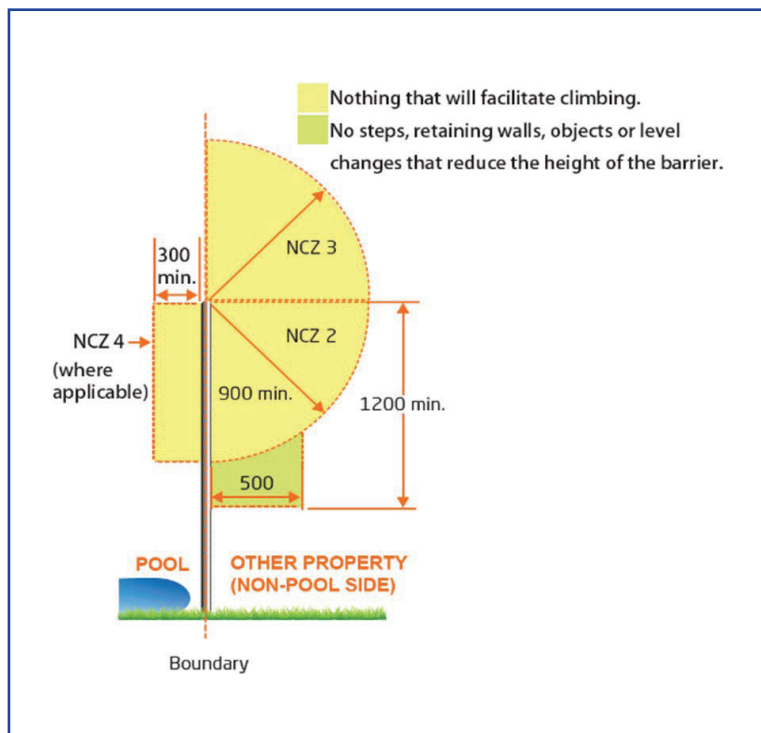 Nothing that will facilitate climbing.
No steps, retaining walls, objects or level
changes that reduce the height of the barrier.
300
min.
NCZ 3
NCZ 4
(where
applicable)
NCZ 2
900 min.
1200 min.
500
POOL
OTHER PROPERTY
(NON-POOL SIDE)
Boundary